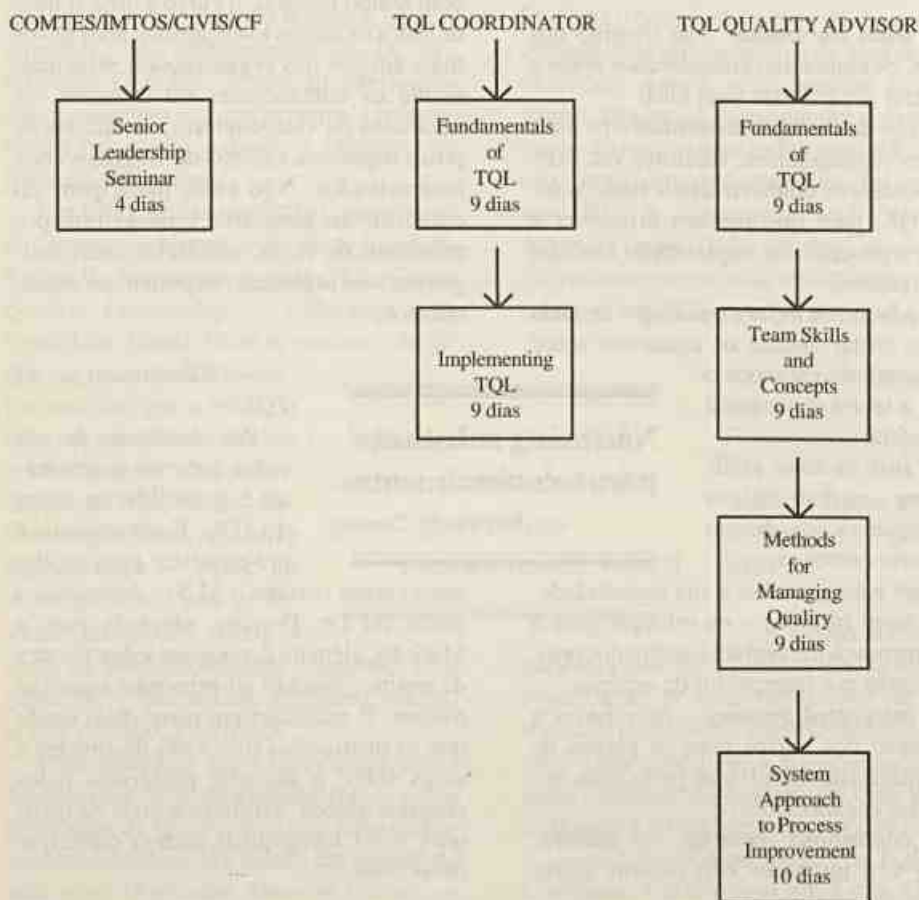 COMTES/IMTOS/CIVIS/CF
Senior
Leadership
Seminar
4 dias
TQL COORDINATOR
Fundamentals
of
TQL
9 dias
Implementing
TQL
9 dias
TQL QUALITY ADVISOR
Fundamentals
of
TQL
9 dias
Team Skills
and
Concepts
9 dias
Methods
for
Managing
Qualiry
9 dias
System
Approach
to Process
Improvement
10 dias